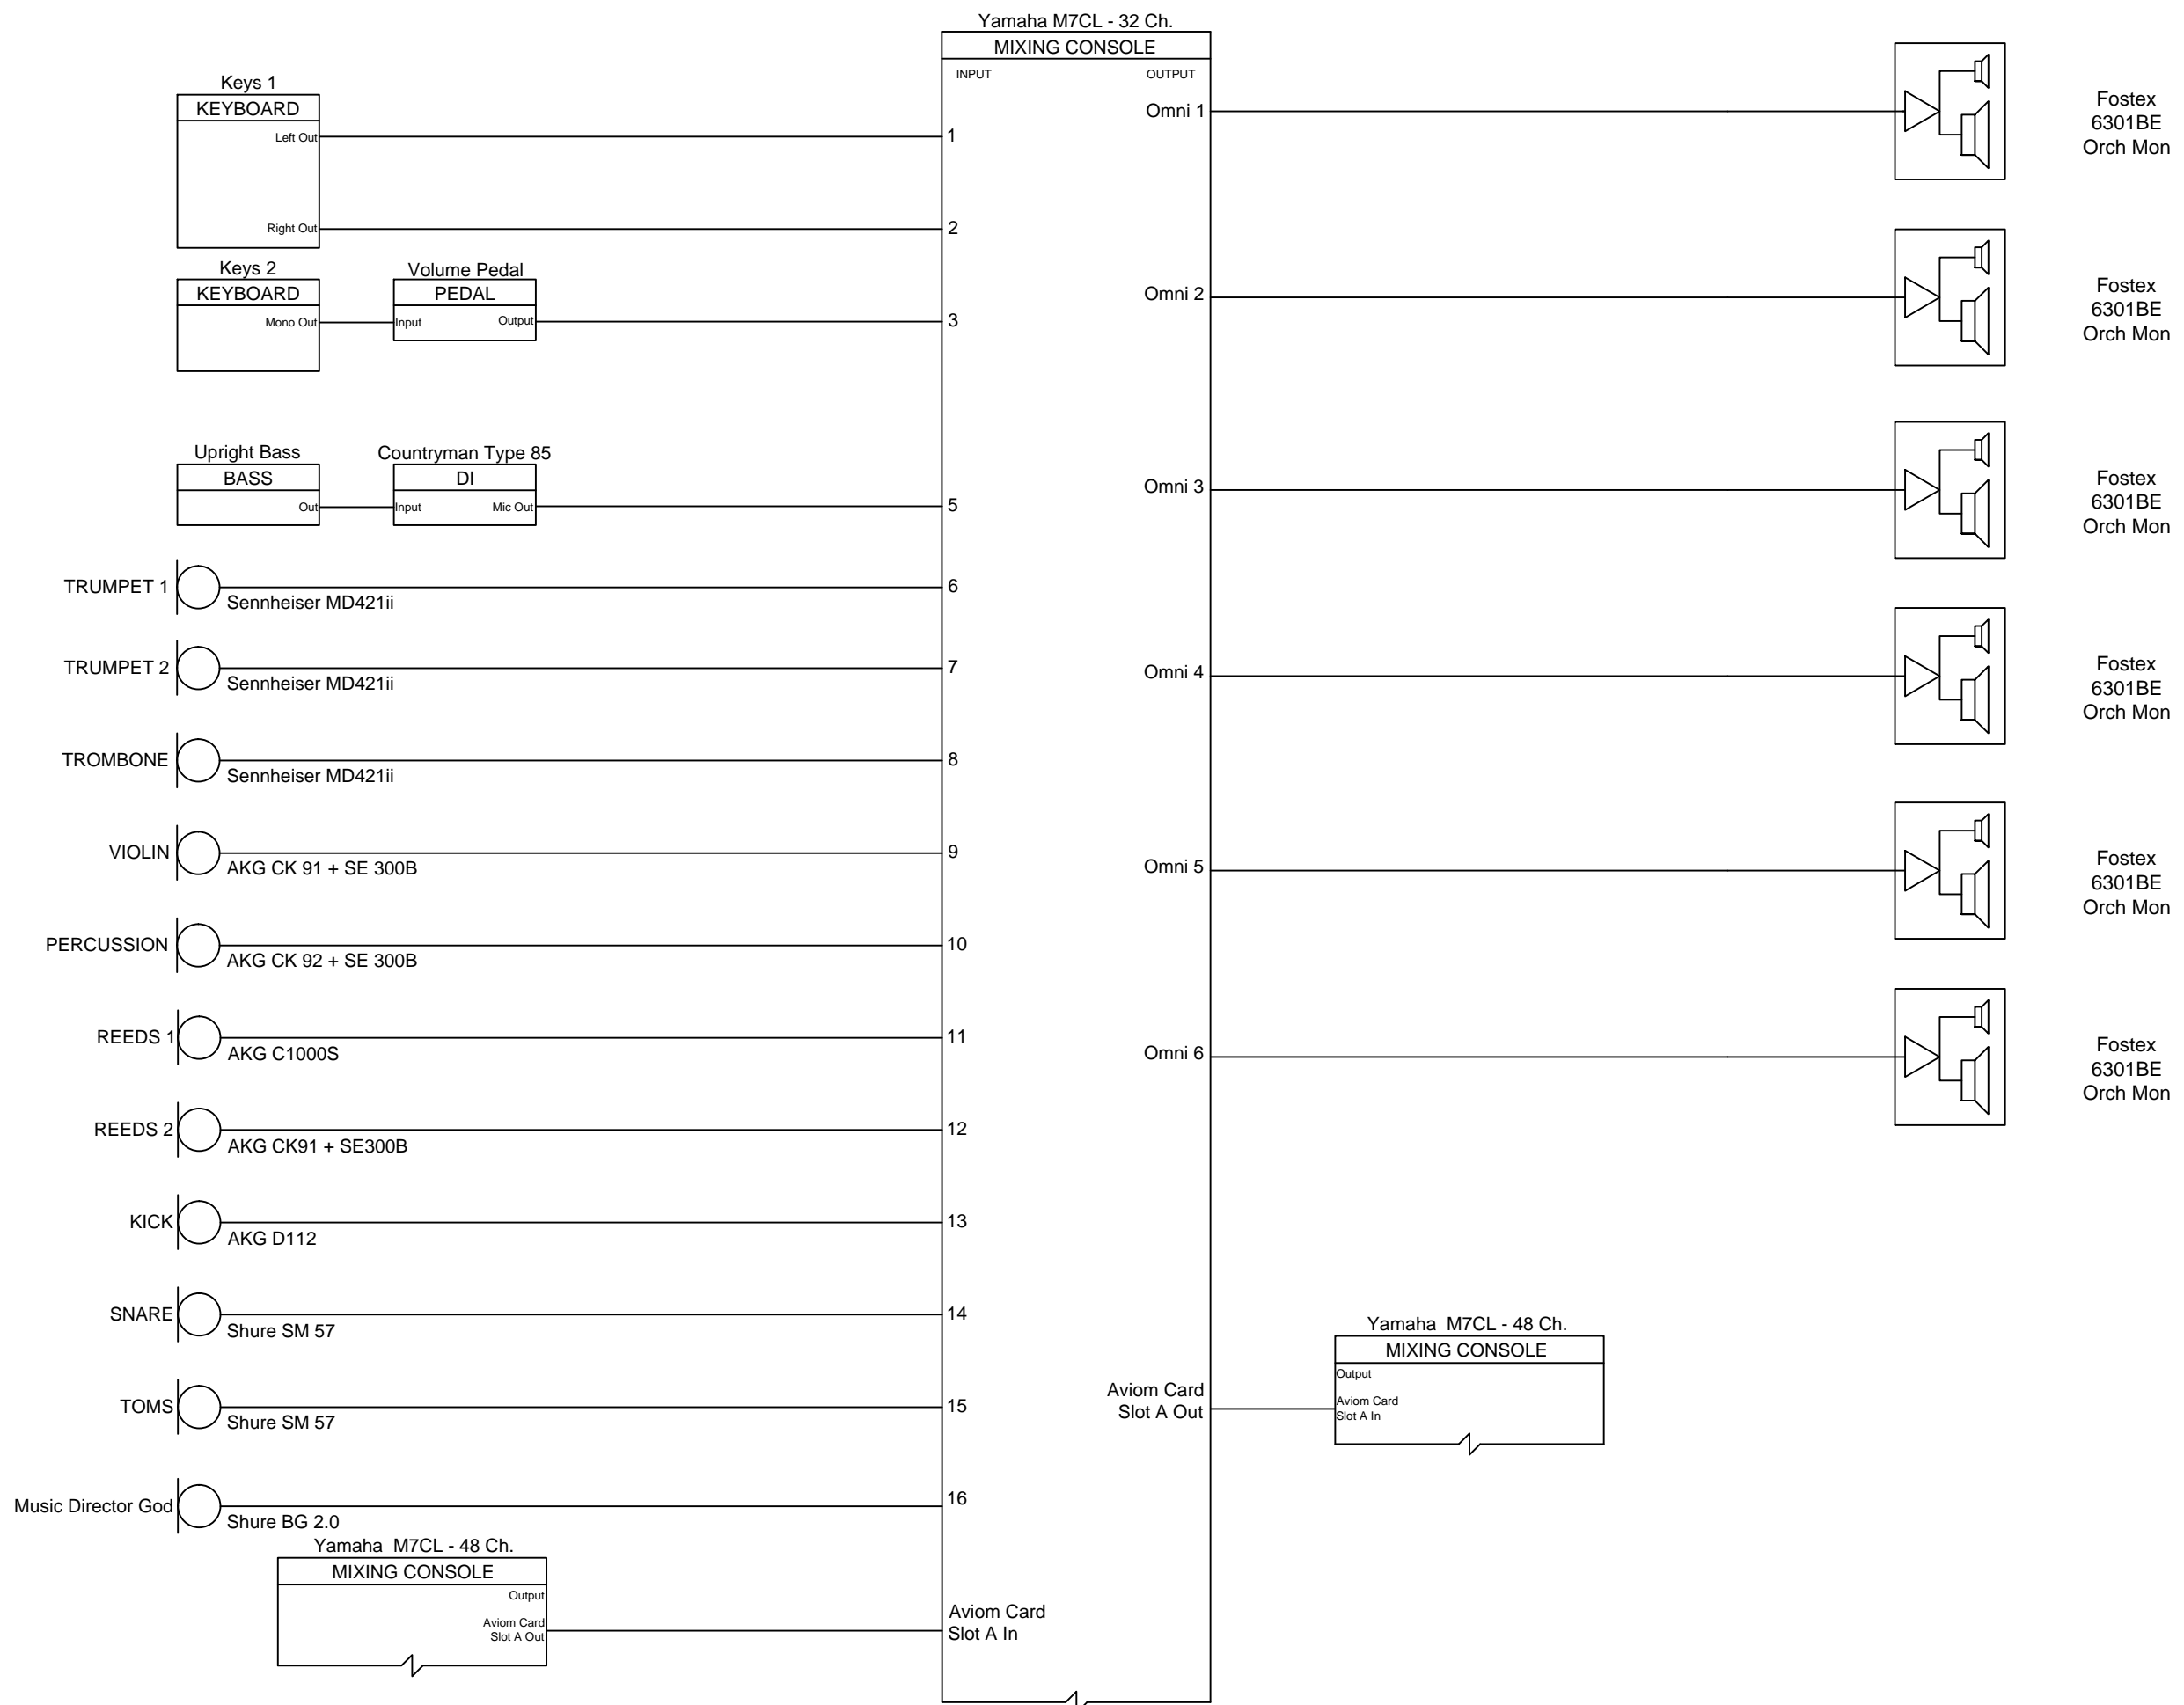 Yamaha M7CL - 32 Ch.
MIXING CONSOLE
INPUT
OUTPUT
Keys 1
KEYBOARD
Left Out
1
Right Out
2
Keys 2
KEYBOARD
Mono Out
Volume Pedal
PEDAL
Input
Output
3
Upright Bass
BASS
Out
Countryman Type 85
DI
Input
Mic Out
5
TRUMPET 1
Sennheiser MD421ii
6
TRUMPET 2
Sennheiser MD421ii
7
TROMBONE
Sennheiser MD421ii
8
VIOLIN
AKG CK 91 + SE 300B
9
PERCUSSION
AKG CK 92 + SE 300B
10
REEDS 1
AKG C1000S
11
REEDS 2
AKG CK91 + SE300B
12
KICK
AKG D112
13
SNARE
Shure SM 57
14
TOMS
Shure SM 57
15
Music Director God
Shure BG 2.0
16
Yamaha  M7CL - 48 Ch.
MIXING CONSOLE
Output
Aviom Card
Slot A Out
Aviom Card
Slot A In
Omni 1
Fostex
6301BE
Orch Mon
Omni 2
Fostex
6301BE
Orch Mon
Omni 3
Fostex
6301BE
Orch Mon
Omni 4
Fostex
6301BE
Orch Mon
Omni 5
Fostex
6301BE
Orch Mon
Omni 6
Fostex
6301BE
Orch Mon
Aviom Card
Slot A Out
Yamaha  M7CL - 48 Ch.
MIXING CONSOLE
Output
Aviom Card
Slot A In